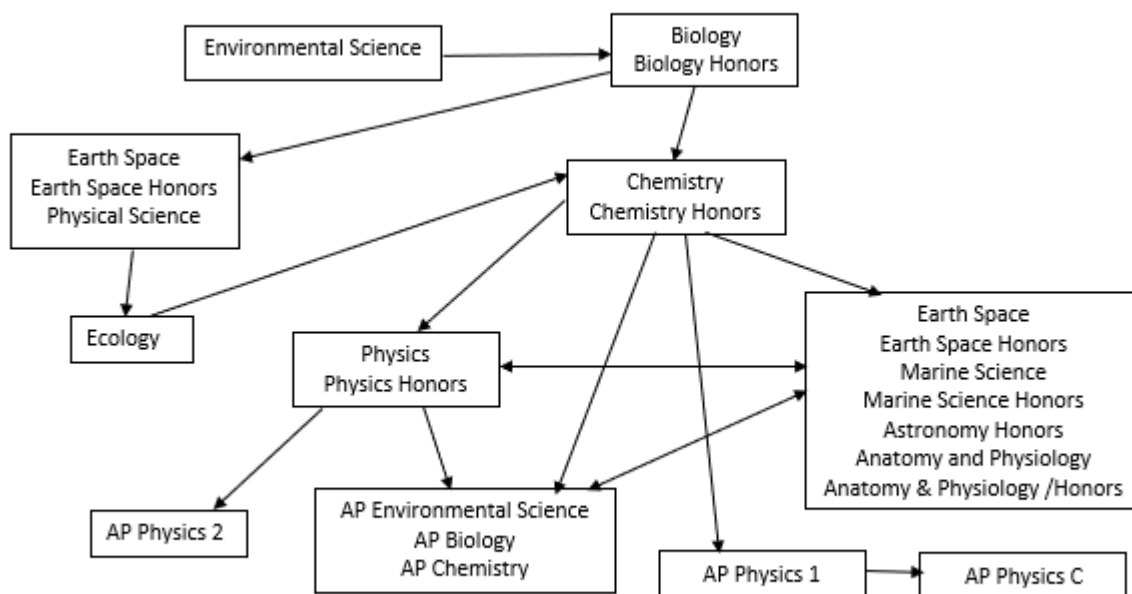 Environmental Science
Biology
Biology Honors
Earth Space
Earth Space Honors
Physical Science
Chemistry
Chemistry Honors
Ecology
Physics
Physics Honors
Earth Space
Earth Space Honors
Marine Science
Marine Science Honors
Astronomy Honors
Anatomy and Physiology
Anatomy & Physiology /Honors
AP Physics 2
AP Environmental Science
AP Biology
AP Chemistry
AP Physics 1
AP Physics C